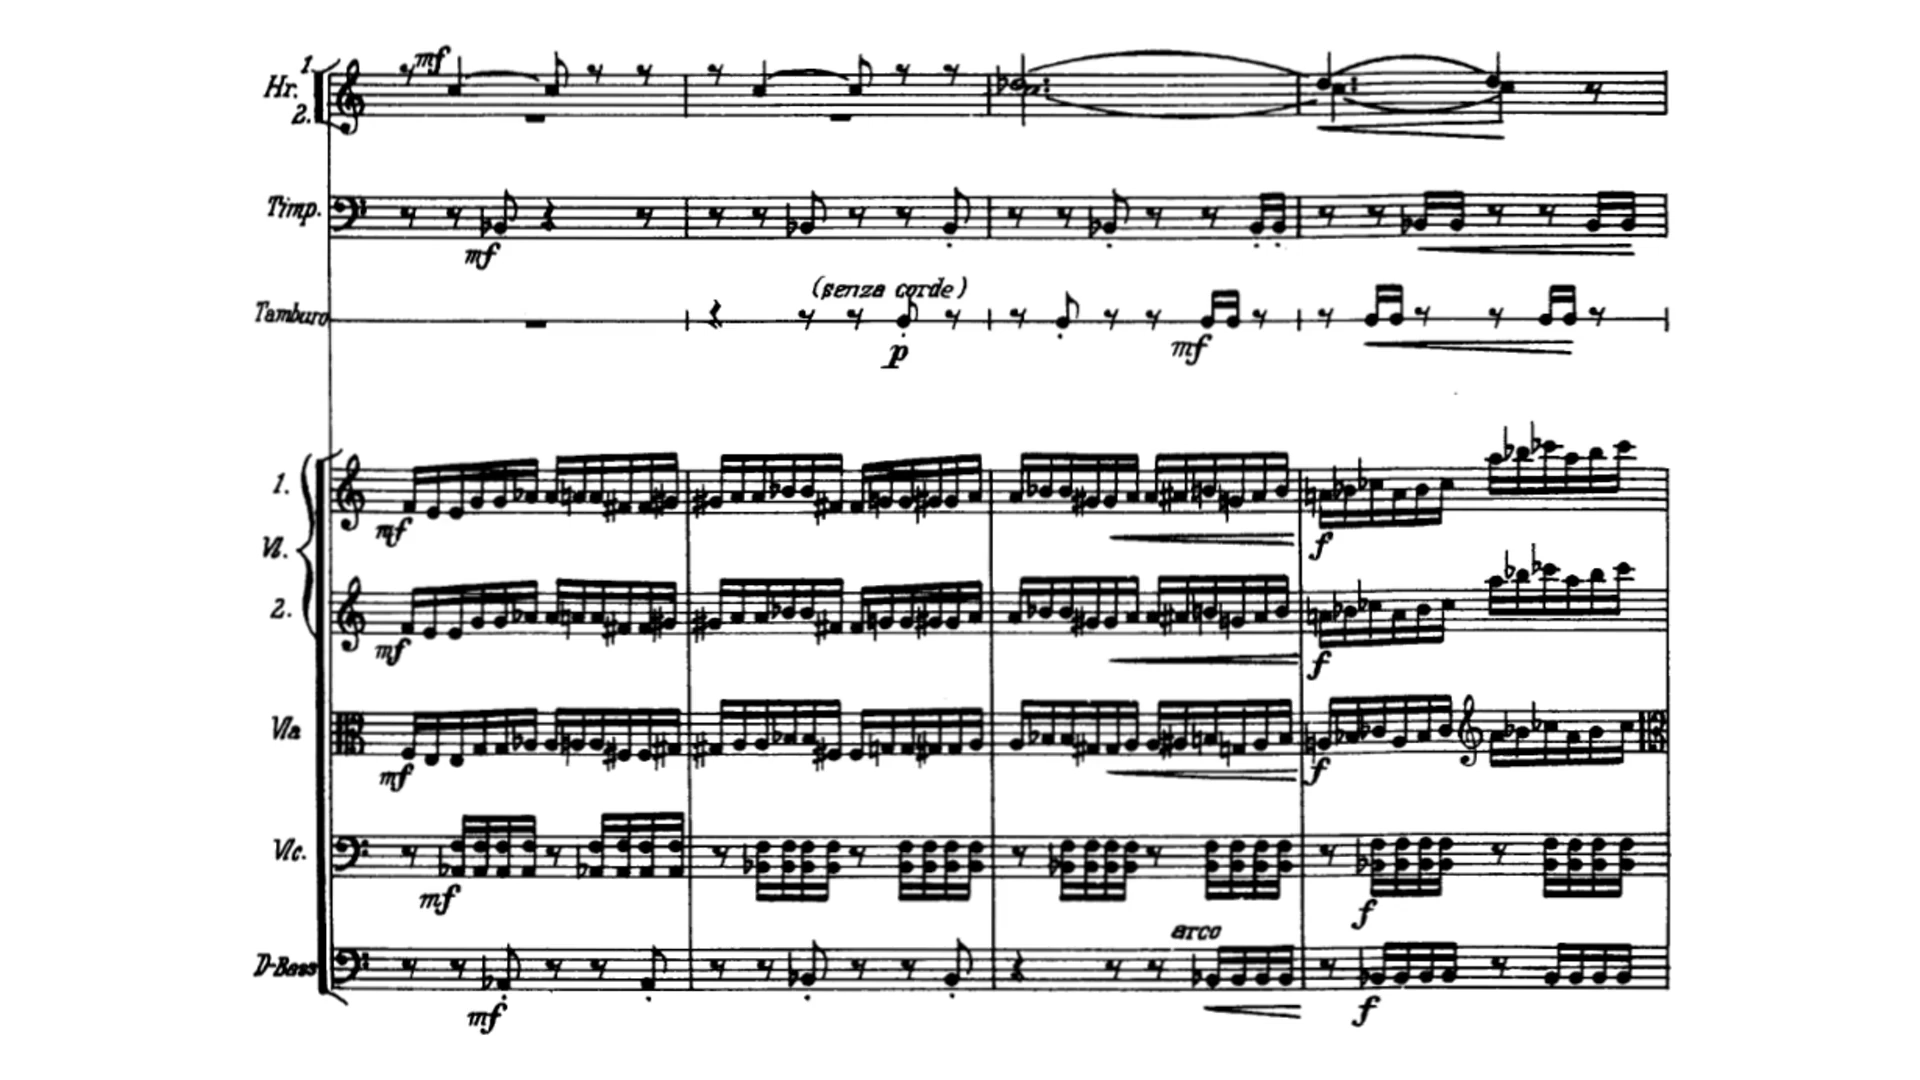 mf
1.
Hr.
2.
Timp.
mf
(senza corde)
Tamburo
p
mf
1.
mf
f
Vl.
2.
mf
f
Vla
mf
f
Vlc.
mf
f
arco
D-Bass
mf
f